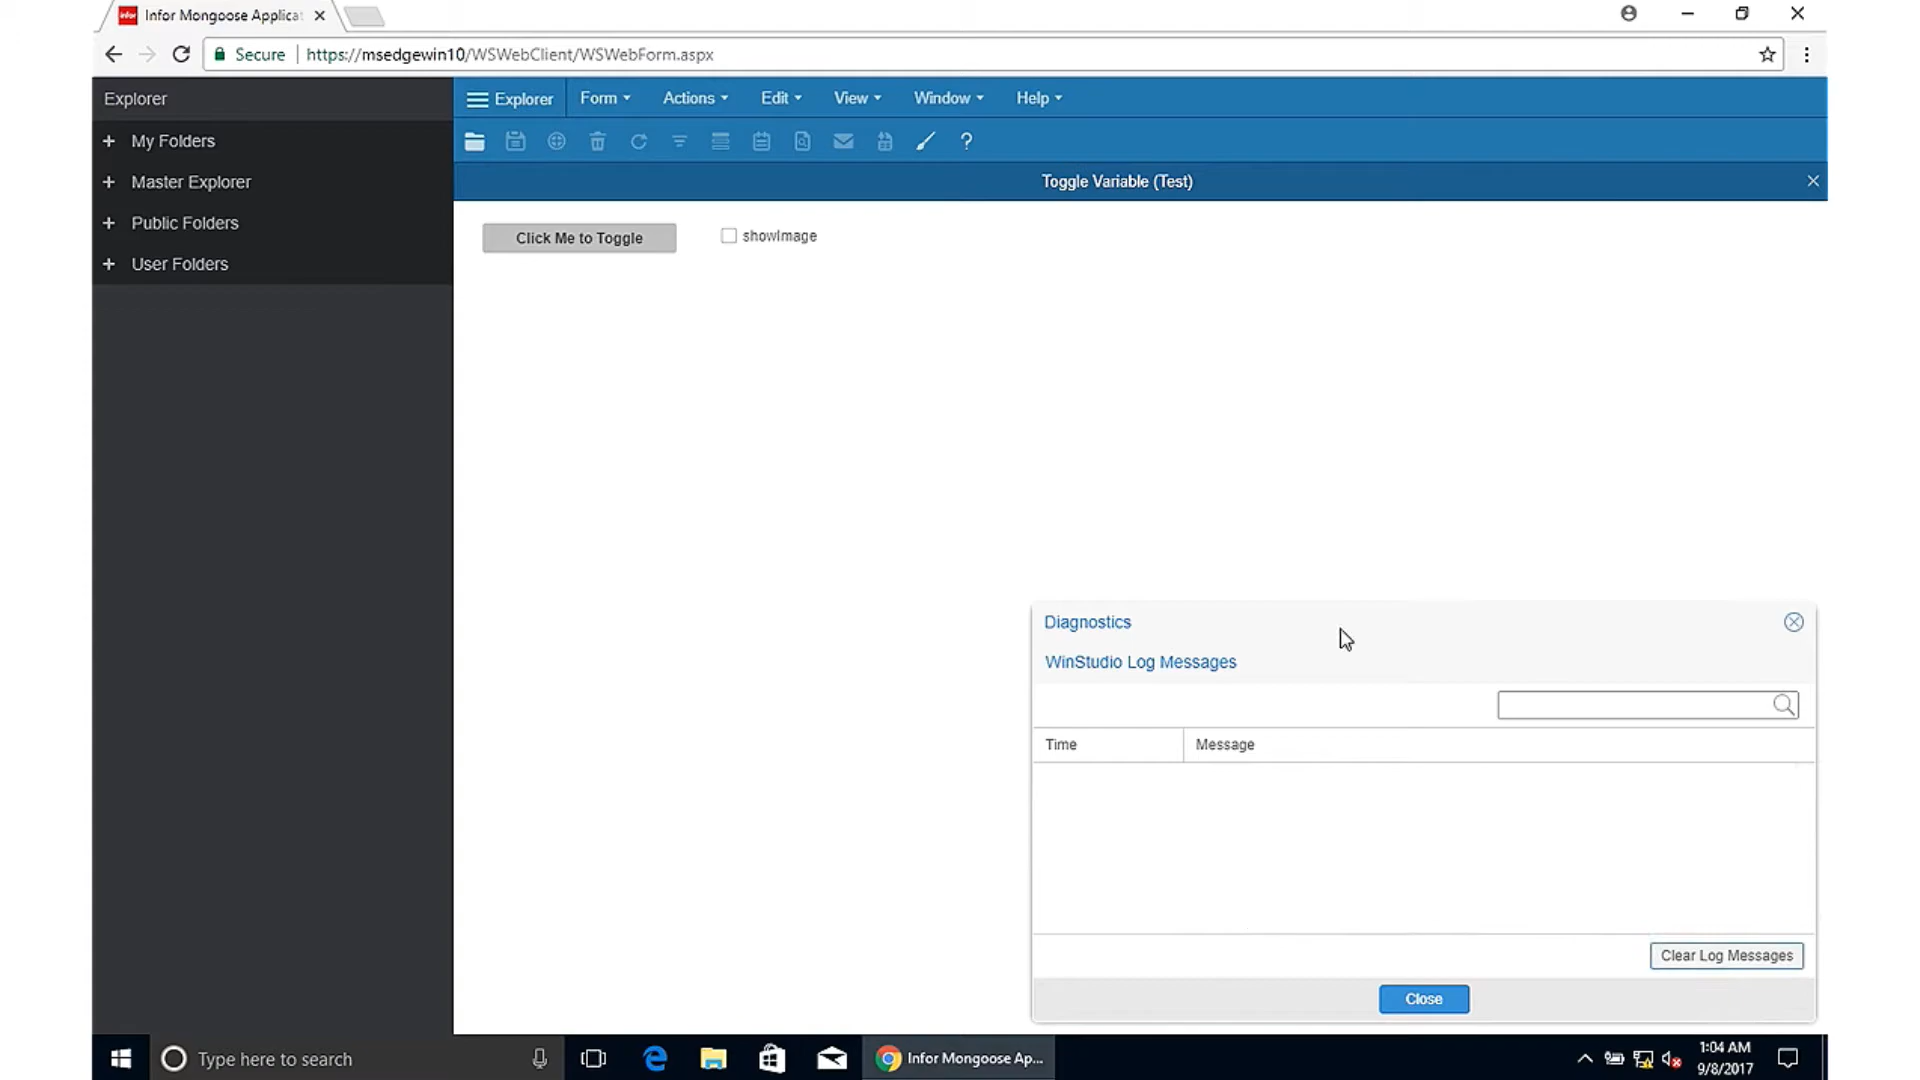 infor Infor Mongoose Applicat
Secure https://msedgewin10/WSWebClient/WSWebForm.aspx
Explorer
My Folders
Master Explorer
Public Folders
User Folders
Explorer Form Actions Edit View Window Help
?
Toggle Variable (Test)
Click Me to Toggle showImage
Diagnostics
WinStudio Log Messages
Time Message
Clear Log Messages
Close
Type here to search
Infor Mongoose Ap...
1:04 AM
9/8/2017